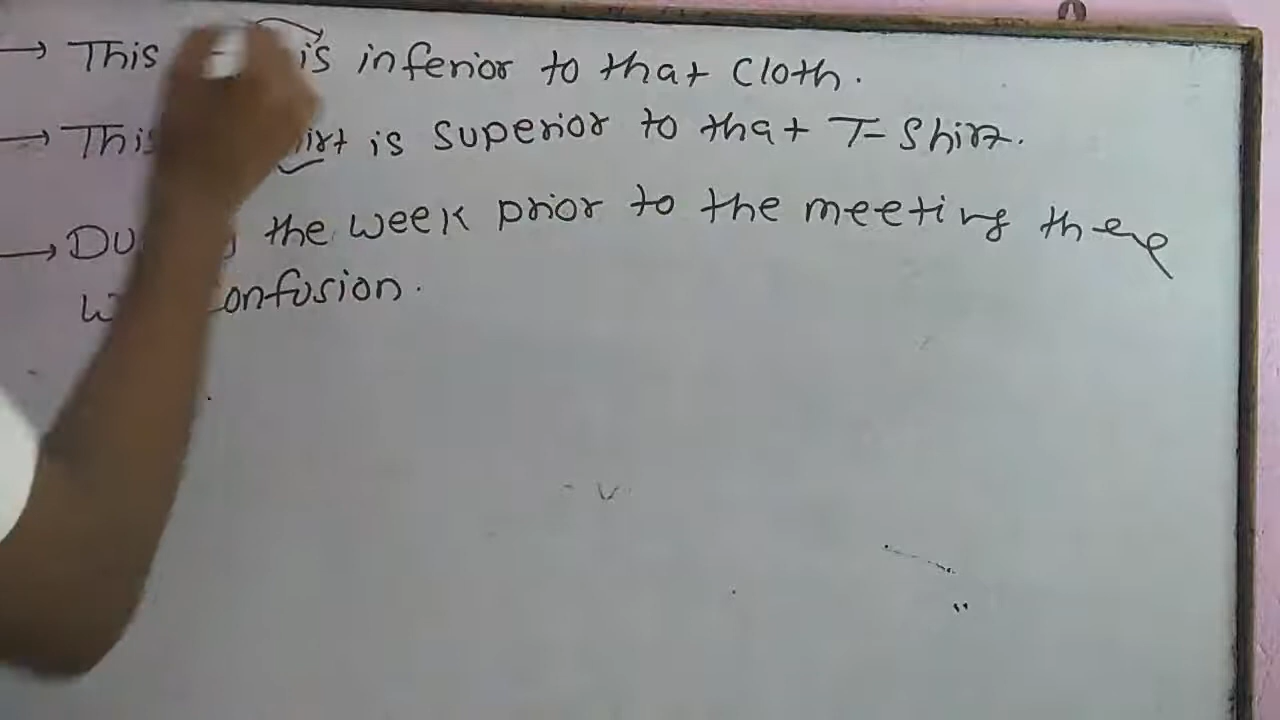 → This is inferior to that Cloth.
→ This is superior to that T-Shirt.
→ the week prior to the meeting there
confusion.